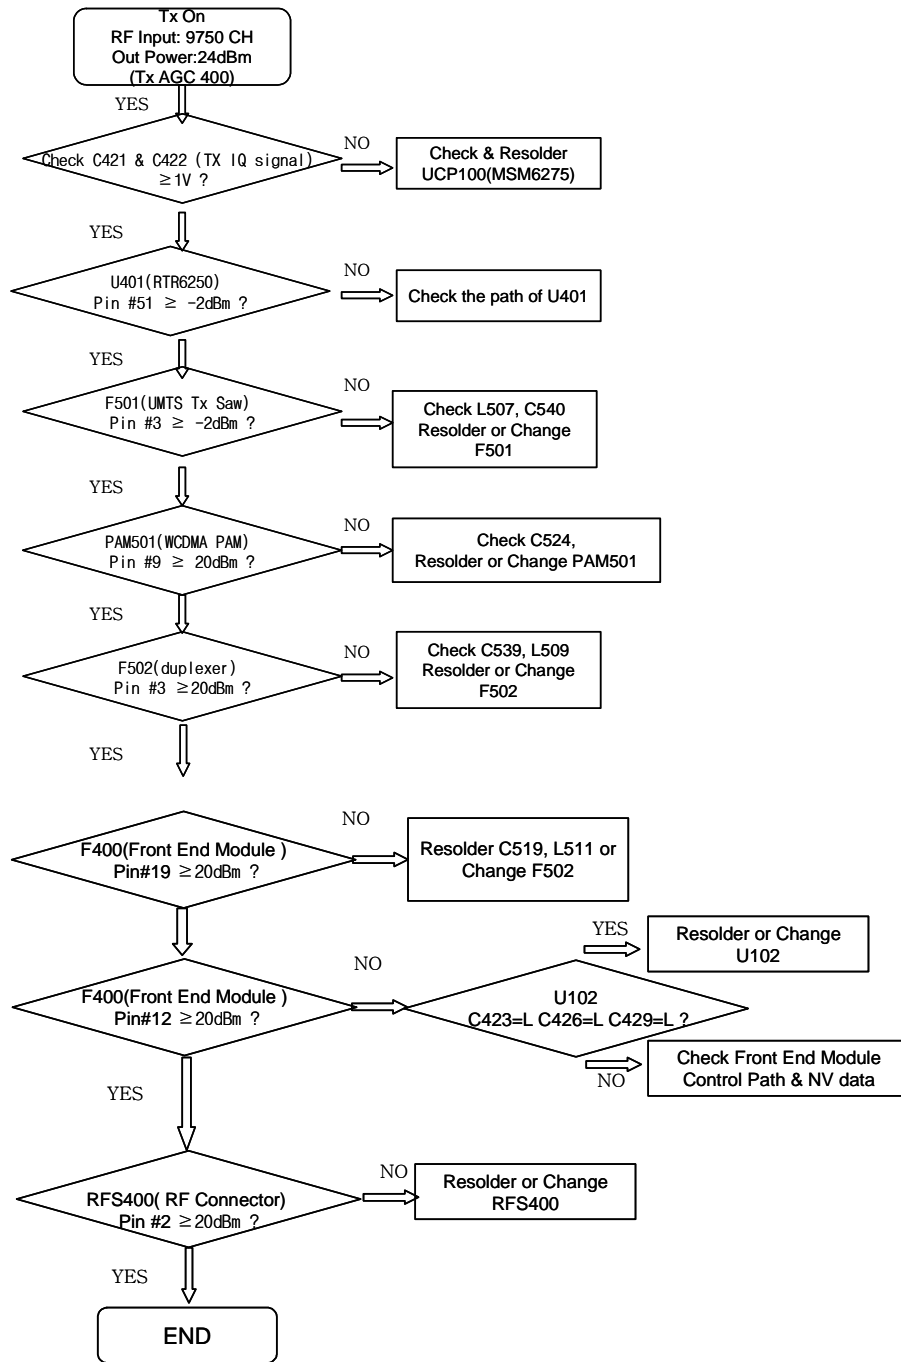 Tx On
RF Input: 9750 CH
Out Power:24dBm
(Tx AGC 400)
YES
Check C421 & C422 (TX IQ signal)
≥1V ?
NO
Check & Resolder
UCP100(MSM6275)
YES
U401(RTR6250)
Pin #51 ≥ -2dBm ?
NO
Check the path of U401
YES
F501(UMTS Tx Saw)
Pin #3 ≥ -2dBm ?
NO
Check L507, C540
Resolder or Change
F501
YES
PAM501(WCDMA PAM)
Pin #9 ≥ 20dBm ?
NO
Check C524,
Resolder or Change PAM501
YES
F502(duplexer)
Pin #3 ≥20dBm ?
NO
Check C539, L509
Resolder or Change
F502
YES
F400(Front End Module )
Pin#19 ≥20dBm ?
NO
Resolder C519, L511 or
Change F502
F400(Front End Module )
Pin#12 ≥20dBm ?
NO
U102
C423=L C426=L C429=L ?
YES
Resolder or Change
U102
NO
Check Front End Module
Control Path & NV data
YES
RFS400( RF Connector)
Pin #2 ≥20dBm ?
NO
Resolder or Change
RFS400
YES
END